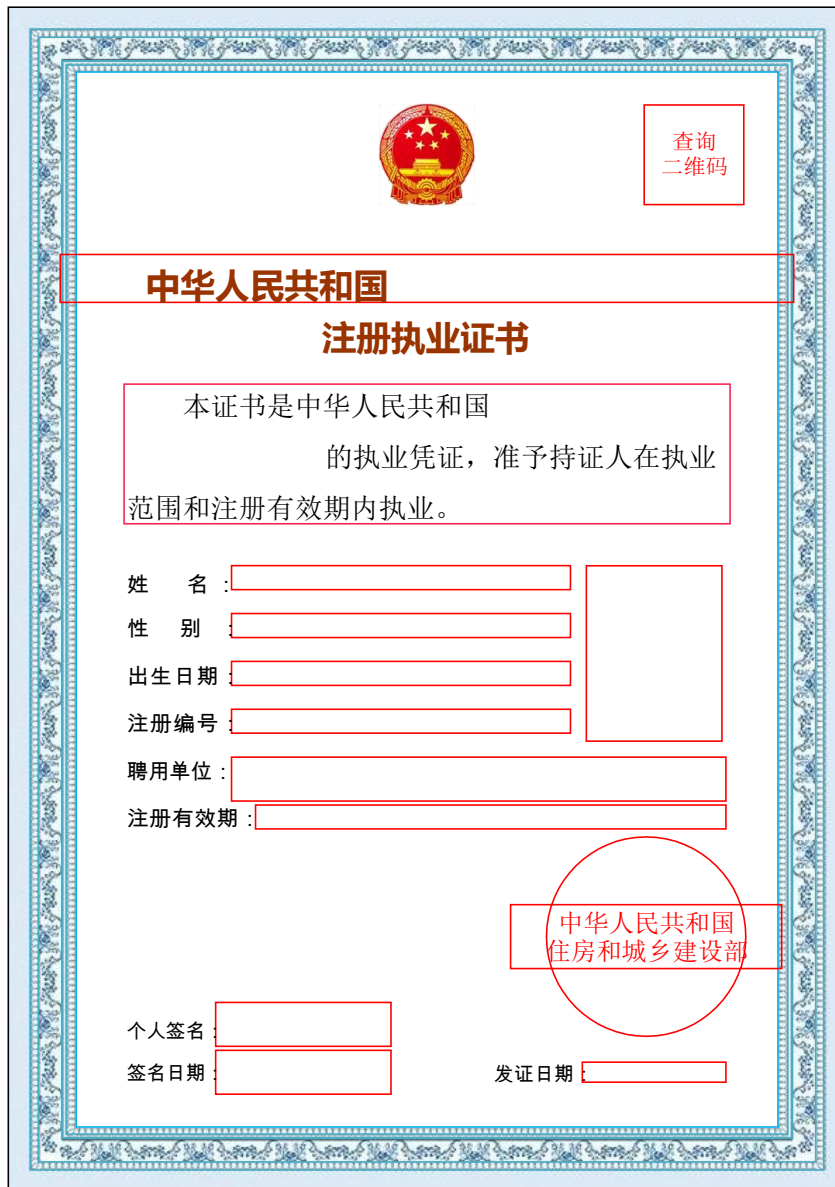 查询
二维码
中华人民共和国
注册执业证书
本证书是中华人民共和国
的执业凭证，准予持证人在执业
范围和注册有效期内执业。
姓 名：
性 别：
出生日期：
注册编号：
聘用单位：
注册有效期：
中华人民共和国
住房和城乡建设部
个人签名：
签名日期：
发证日期：